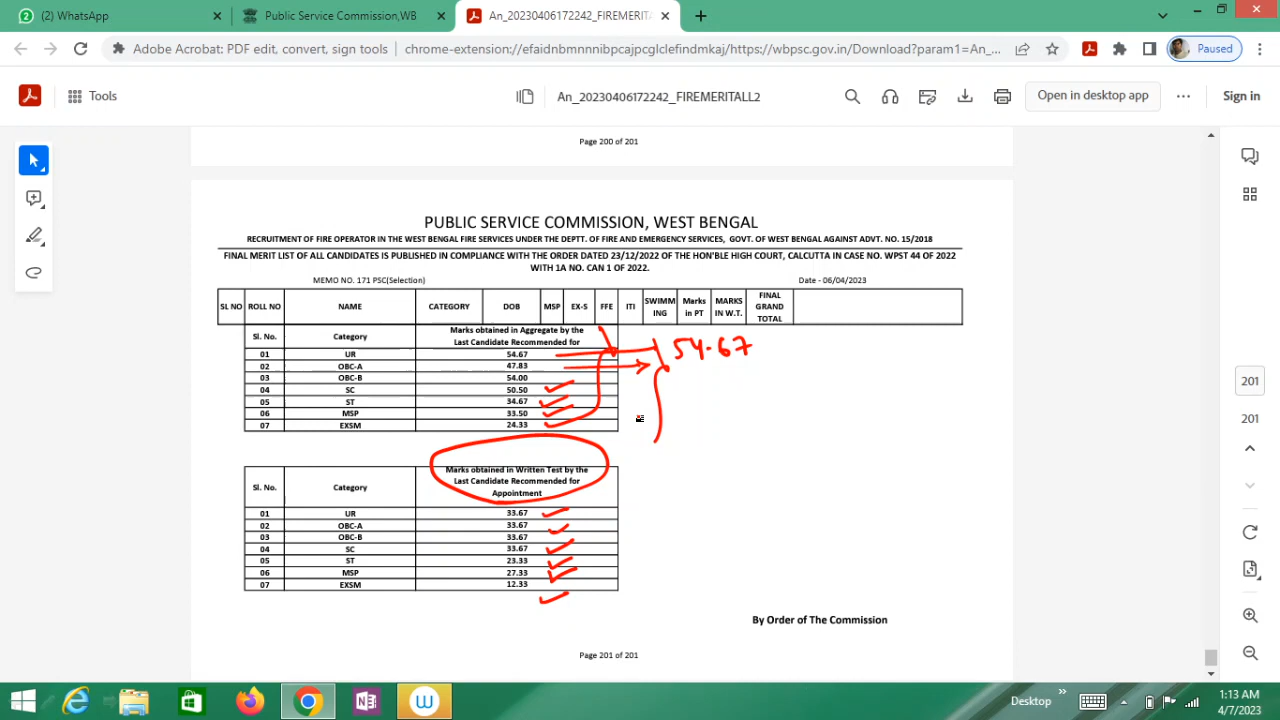 (2) WhatsApp
Public Service Commission,WB
An_20230406172242_FIREMERITALL
Adobe Acrobat: PDF edit, convert, sign tools
chrome-extension://efaidnbmnnnibpcajpcglclefindmkaj/https://wbpsc.gov.in/Download?param1=An_...
Paused
Tools
An_20230406172242_FIREMERITALL2
Open in desktop app
Sign in
Page 200 of 201
PUBLIC SERVICE COMMISSION, WEST BENGAL
RECRUITMENT OF FIRE OPERATOR IN THE WEST BENGAL FIRE SERVICES UNDER THE DEPTT. OF FIRE AND EMERGENCY SERVICES, GOVT. OF WEST BENGAL AGAINST ADVT. NO. 15/2018
FINAL MERIT LIST OF ALL CANDIDATES IS PUBLISHED IN COMPLIANCE WITH THE ORDER DATED 23/12/2022 OF THE HON'BLE HIGH COURT, CALCUTTA IN CASE NO. WPST 44 OF 2022
WITH 1A NO. CAN 1 OF 2022.
MEMO NO. 171 PSC(Selection) Date - 06/04/2023
SL NO ROLL NO NAME CATEGORY DOB MSP EX-S FFE ITI SWIMMING Marks in PT MARKS IN W.T. FINAL GRAND TOTAL
Sl. No. Category Marks obtained in Aggregate by the Last Candidate Recommended for
01 UR 54.67
54.67
02 OBC-A 47.83
03 OBC-B 54.00
04 SC 50.50
05 ST 34.67
06 MSP 33.50
07 EXSM 24.33
Sl. No. Category Marks obtained in Written Test by the Last Candidate Recommended for Appointment
01 UR 33.67
02 OBC-A 33.67
03 OBC-B 33.67
04 SC 33.67
05 ST 23.33
06 MSP 27.33
07 EXSM 12.33
By Order of The Commission
Page 201 of 201
201
201
Desktop
1:13 AM
4/7/2023